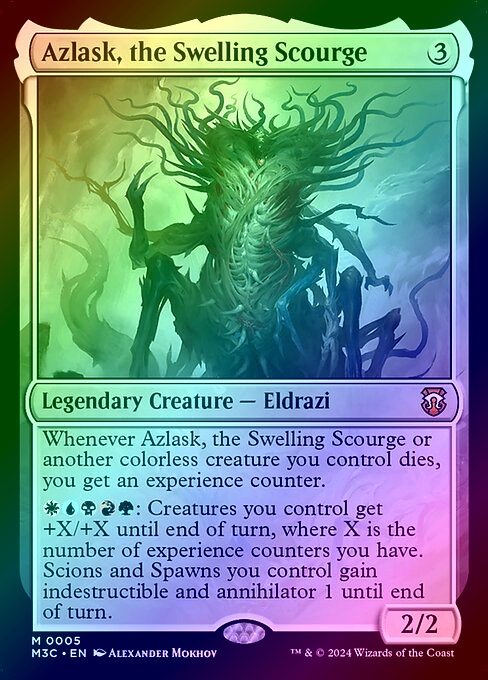 Azlask, the Swelling Scourge 3
Legendary Creature — Eldrazi
Whenever Azlask, the Swelling Scourge or
another colorless creature you control dies,
you get an experience counter.
: Creatures you control get
+X/+X until end of turn, where X is the
number of experience counters you have.
Scions and Spawns you control gain
indestructible and annihilator 1 until end
of turn.
2/2
M 0005
M3C • EN Alexander Mokhov
™ & © 2024 Wizards of the Coast